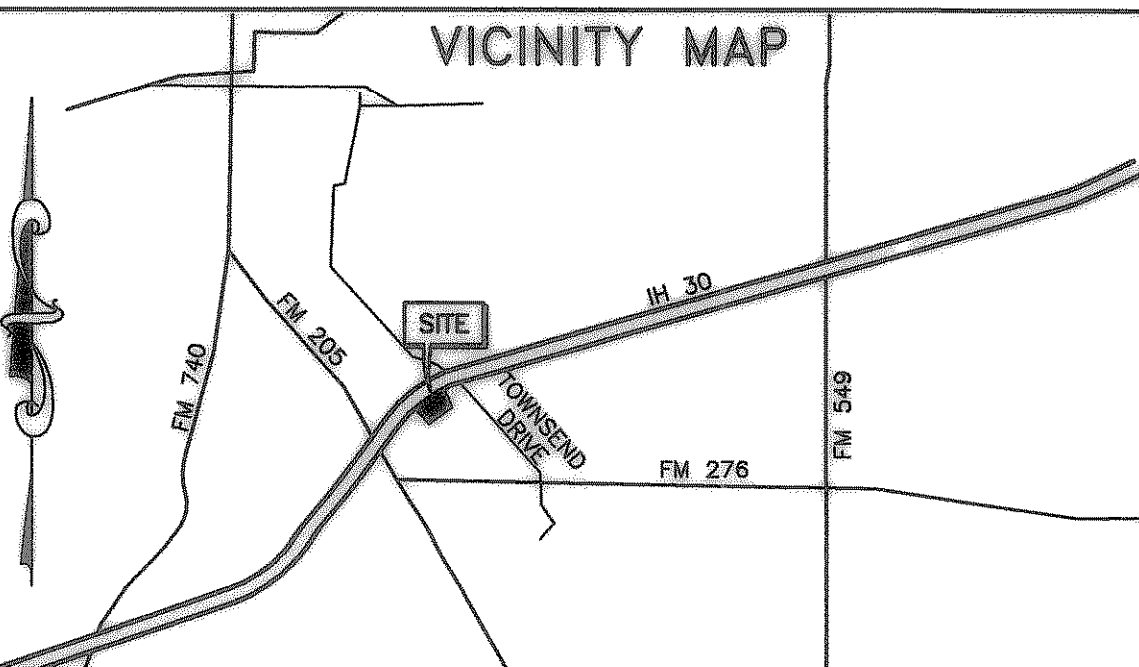 VICINITY MAP
IH 30
FM 205
SITE
FM 740
TOWNSEND
DRIVE
FM 549
FM 276